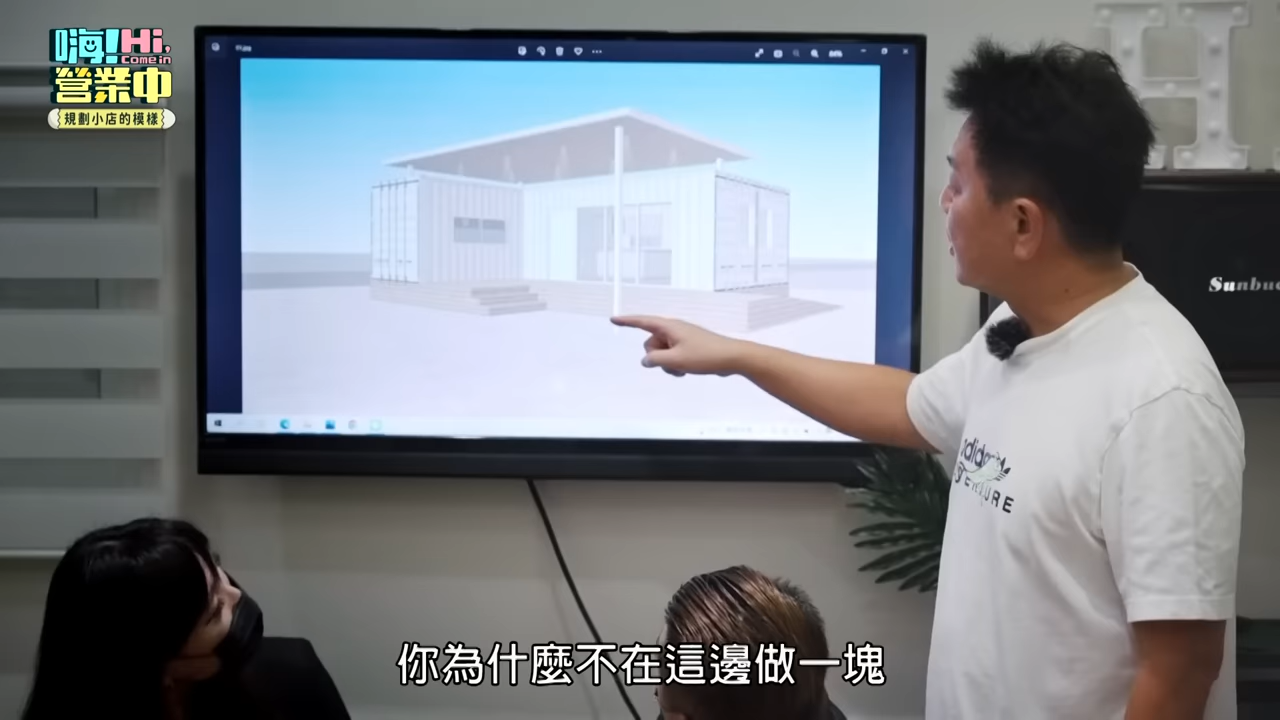 嗨!Hi,
Come in
營業中
規劃小店的模樣
H
Sunbu
adidas
你為什麼不在這邊做一塊